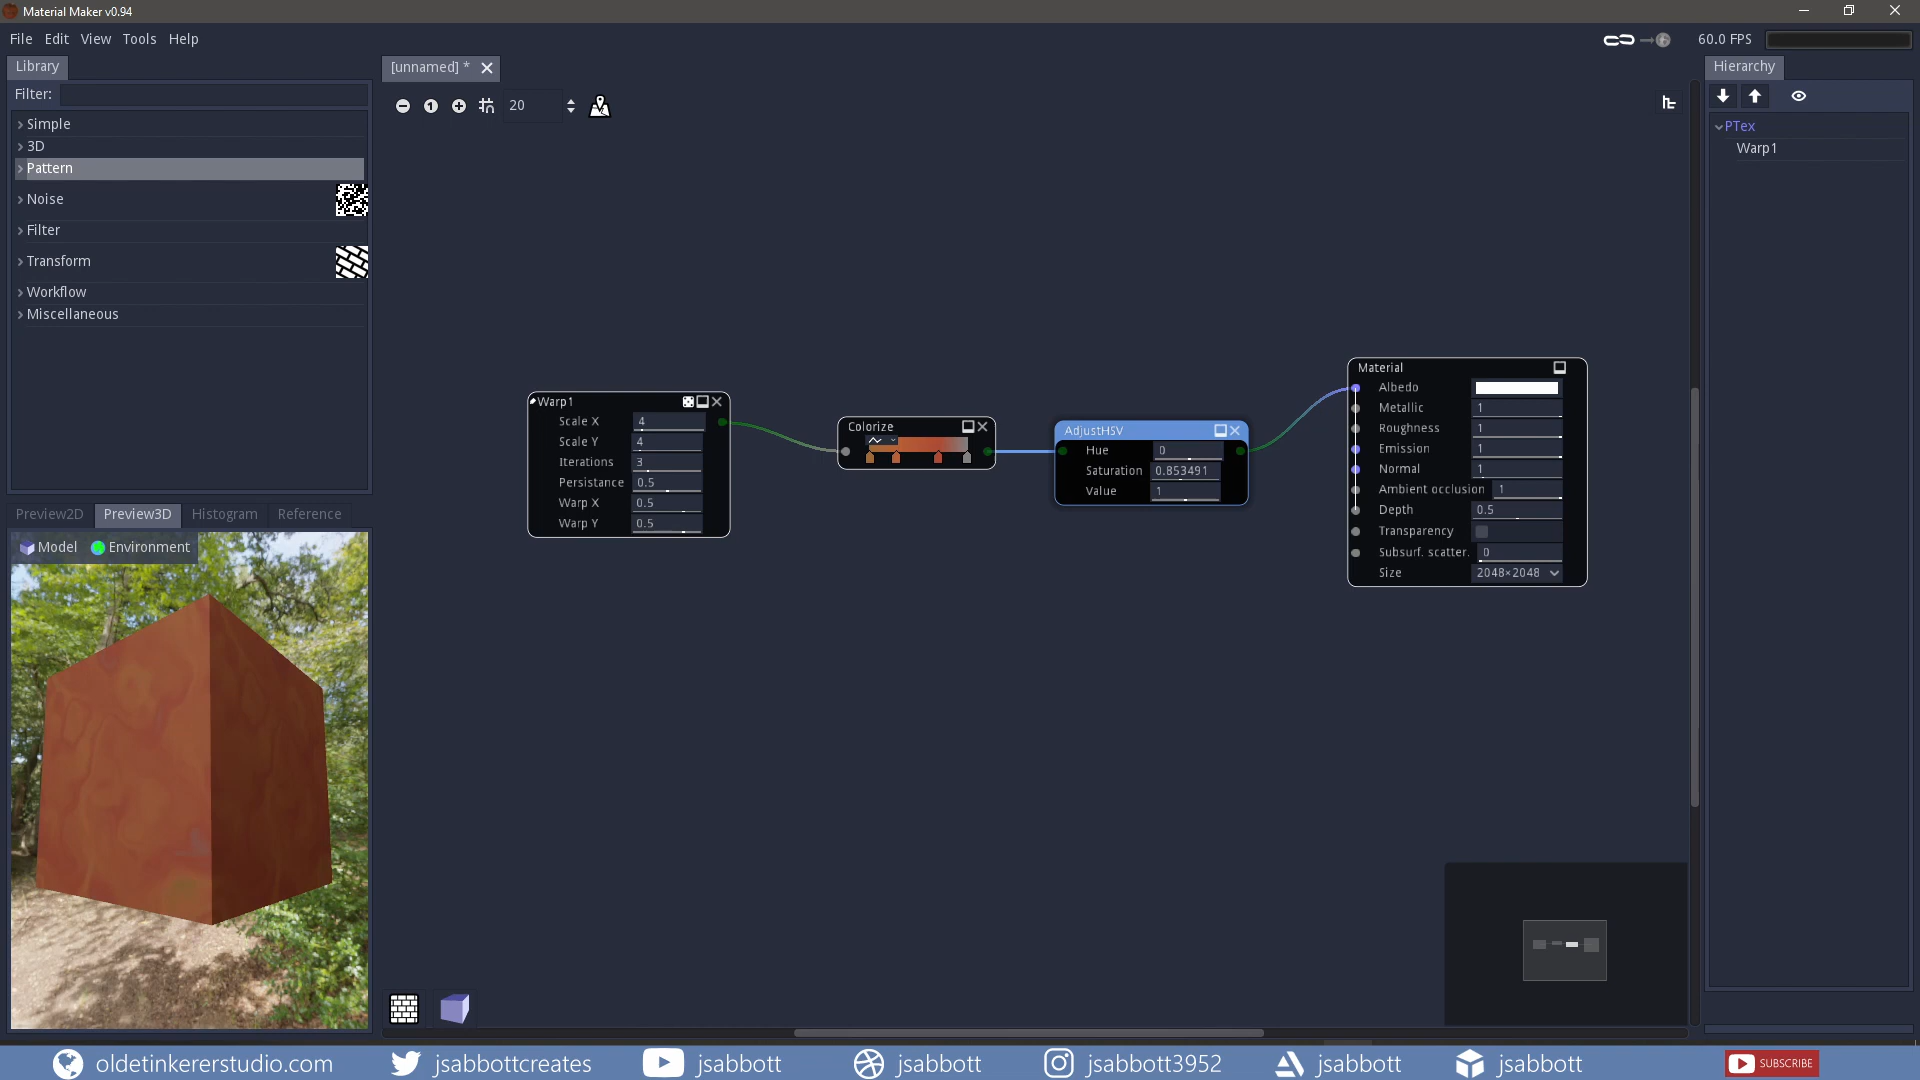 Material Maker v0.94
File Edit View Tools Help
60.0 FPS
Library
[unnamed] *
Hierarchy
Filter:
20
Simple
3D
Pattern
Noise
Filter
Transform
Workflow
Miscellaneous
PTex
Warp1
Warp1
Scale X 4
Scale Y 4
Iterations 3
Persistance 0.5
Warp X 0.5
Warp Y 0.5
Colorize
AdjustHSV
Hue 0
Saturation 0.853491
Value 1
Material
Albedo
Metallic 1
Roughness 1
Emission 1
Normal 1
Ambient occlusion 1
Depth 0.5
Transparency
Subsurf. scatter. 0
Size 2048×2048
Preview2D Preview3D Histogram Reference
Model Environment
oldetinkererstudio.com jsabbottcreates jsabbott jsabbott jsabbott3952 jsabbott jsabbott SUBSCRIBE